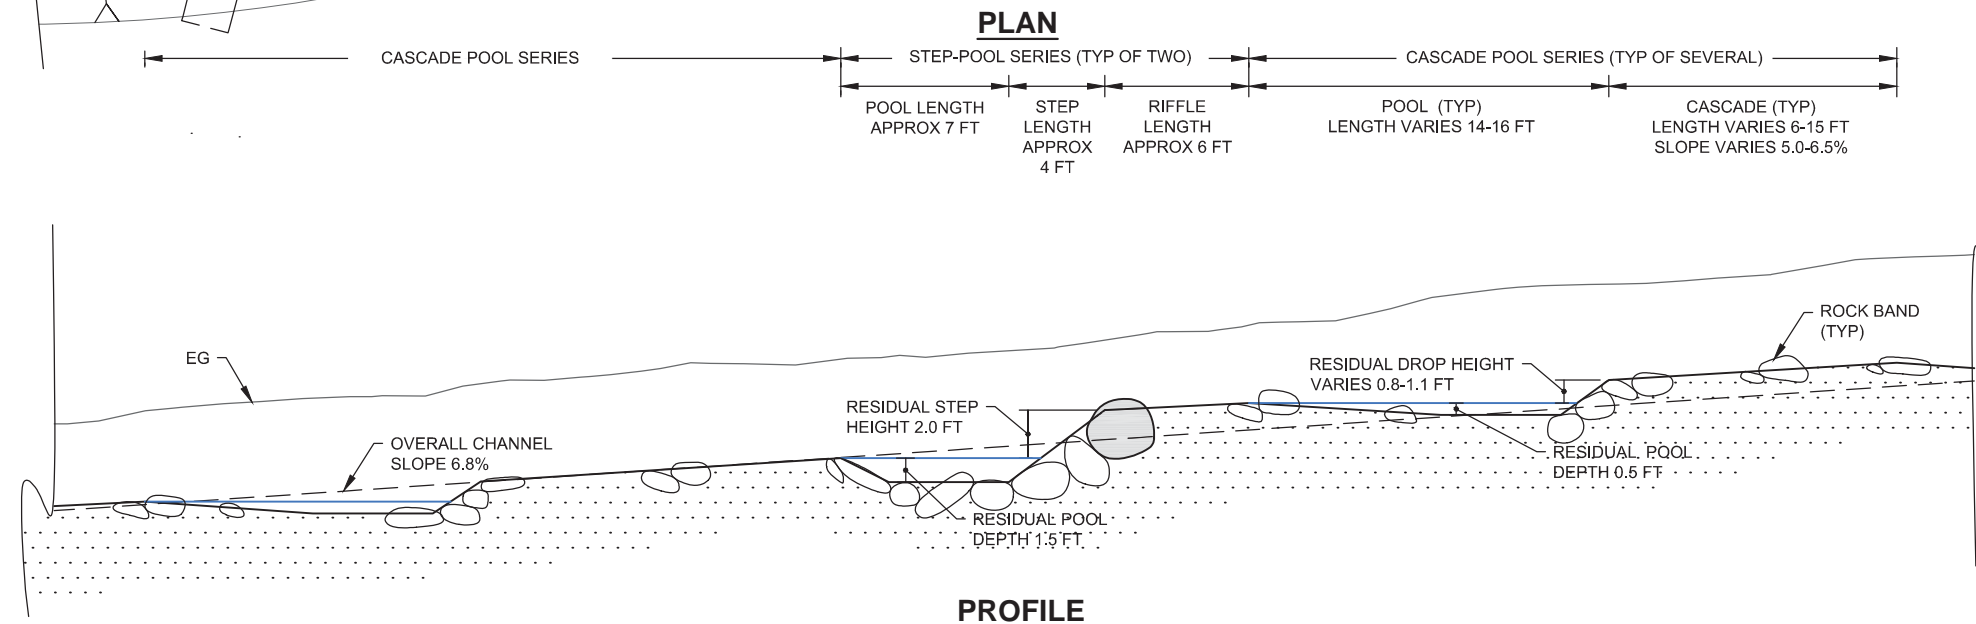 PLAN
CASCADE POOL SERIES
STEP-POOL SERIES (TYP OF TWO)
CASCADE POOL SERIES (TYP OF SEVERAL)
POOL LENGTH
APPROX 7 FT
STEP
LENGTH
APPROX
4 FT
RIFFLE
LENGTH
APPROX 6 FT
POOL (TYP)
LENGTH VARIES 14-16 FT
CASCADE (TYP)
LENGTH VARIES 6-15 FT
SLOPE VARIES 5.0-6.5%
ROCK BAND
(TYP)
EG
RESIDUAL DROP HEIGHT
VARIES 0.8-1.1 FT
RESIDUAL STEP
HEIGHT 2.0 FT
OVERALL CHANNEL
SLOPE 6.8%
RESIDUAL POOL
DEPTH 0.5 FT
RESIDUAL POOL
DEPTH 1.5 FT
PROFILE